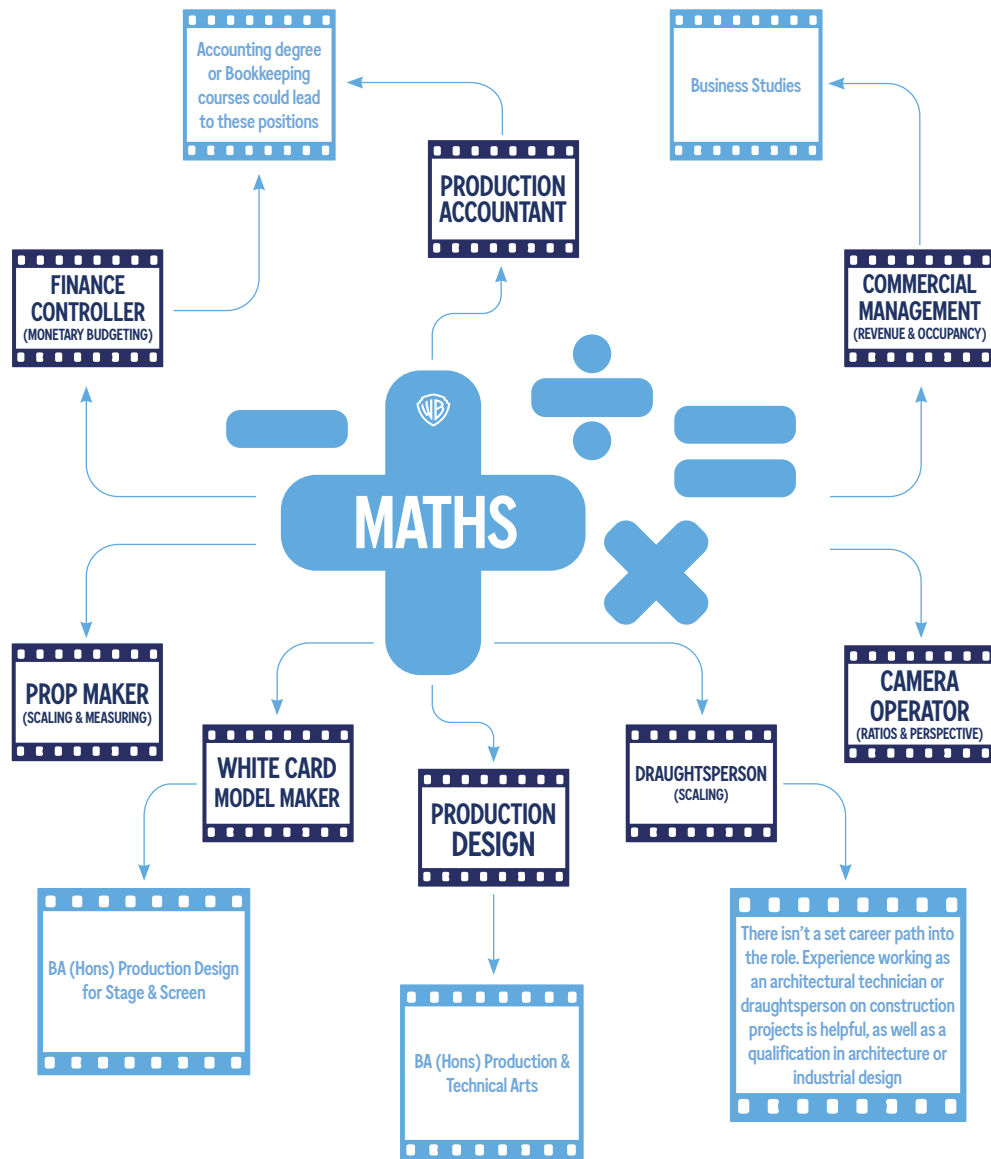 Accounting degree
or Bookkeeping
courses could lead
to these positions
Business Studies
PRODUCTION
ACCOUNTANT
FINANCE
CONTROLLER
(MONETARY BUDGETING)
COMMERCIAL
MANAGEMENT
(REVENUE & OCCUPANCY)
WB
MATHS
PROP MAKER
(SCALING & MEASURING)
CAMERA
OPERATOR
(RATIOS & PERSPECTIVE)
WHITE CARD
MODEL MAKER
PRODUCTION
DESIGN
DRAUGHTSPERSON
(SCALING)
BA (Hons) Production Design
for Stage & Screen
BA (Hons) Production &
Technical Arts
There isn’t a set career path into
the role. Experience working as
an architectural technician or
draughtsperson on construction
projects is helpful, as well as a
qualification in architecture or
industrial design